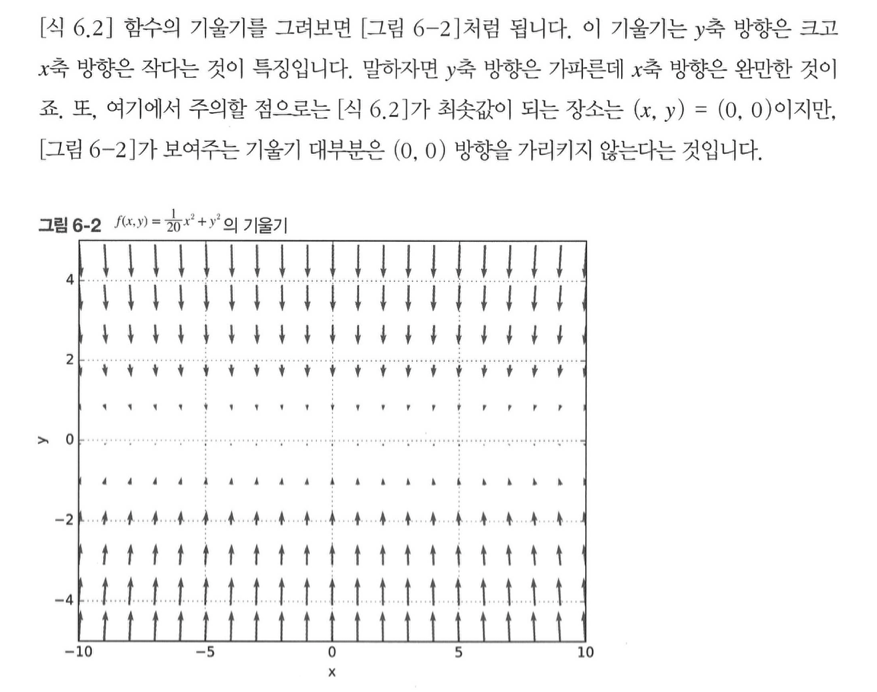 [식 6.2] 함수의 기울기를 그려보면 [그림 6-2]처럼 됩니다. 이 기울기는 y축 방향은 크고
x축 방향은 작다는 것이 특징입니다. 말하자면 y축 방향은 가파른데 x축 방향은 완만한 것이
죠. 또, 여기에서 주의할 점으로는 [식 6.2]가 최솟값이 되는 장소는 (x, y) = (0, 0)이지만,
[그림 6-2]가 보여주는 기울기 대부분은 (0, 0) 방향을 가리키지 않는다는 것입니다.
그림 6-2 f(x, y) = 1/20 x² + y² 의 기울기
4
2
y
0
−2
−4
−10 −5 0 5 10
x